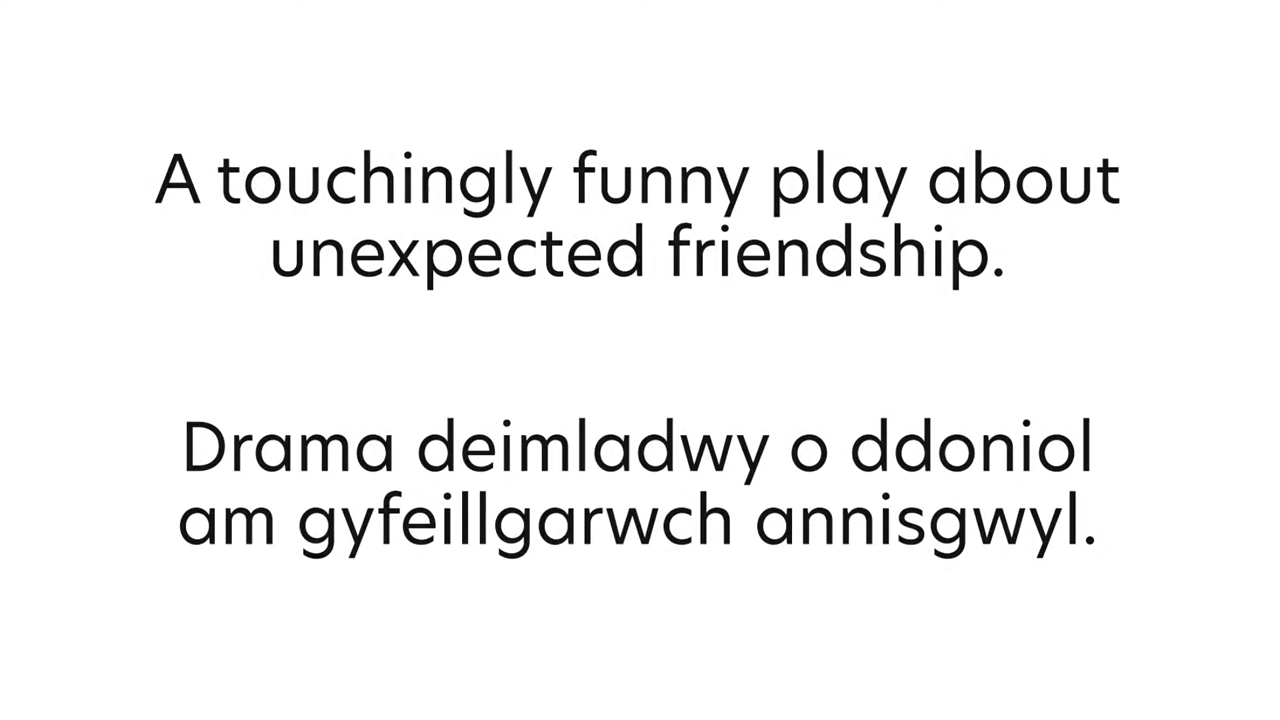 A touchingly funny play about
unexpected friendship.
Drama deimladwy o ddoniol
am gyfeillgarwch annisgwyl.